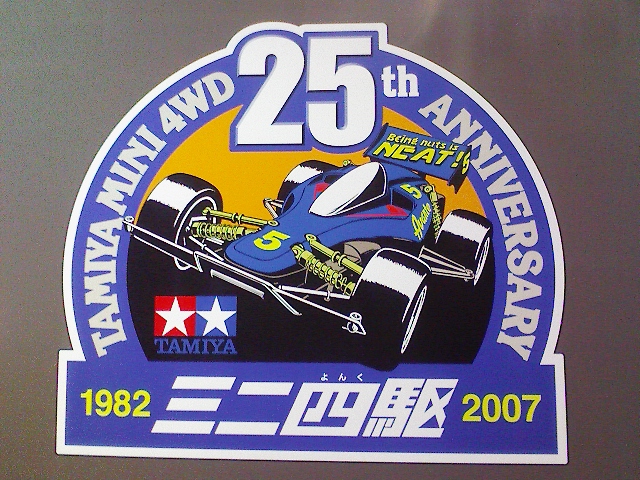 TAMIYA MINI 4WD 25th ANNIVERSARY
Being nuts is
NEAT!
5
5
Avante
TAMIYA
よんく
1982 ミニ四駆 2007